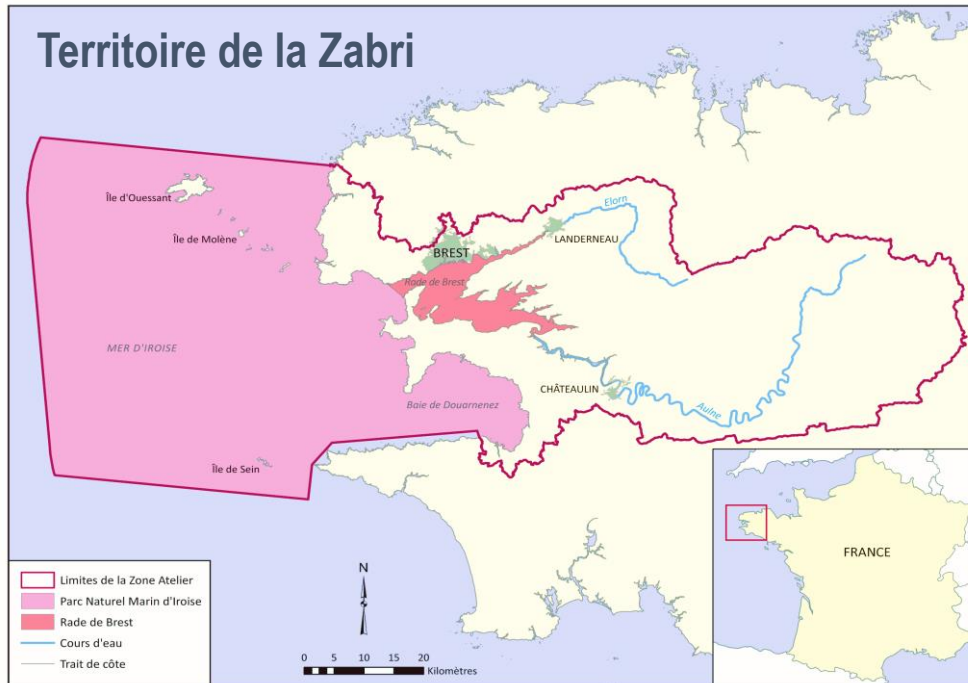 Territoire de la Zabri
Île d'Ouessant
Île de Molène
MER D'IROISE
Île de Sein
Baie de Douarnenez
BREST
Rade de Brest
Elorn
LANDERNEAU
CHÂTEAULIN
Aulne
Limites de la Zone Atelier
Parc Naturel Marin d'Iroise
Rade de Brest
Cours d'eau
Trait de côte
N
0 5 10 15 20
Kilomètres
FRANCE